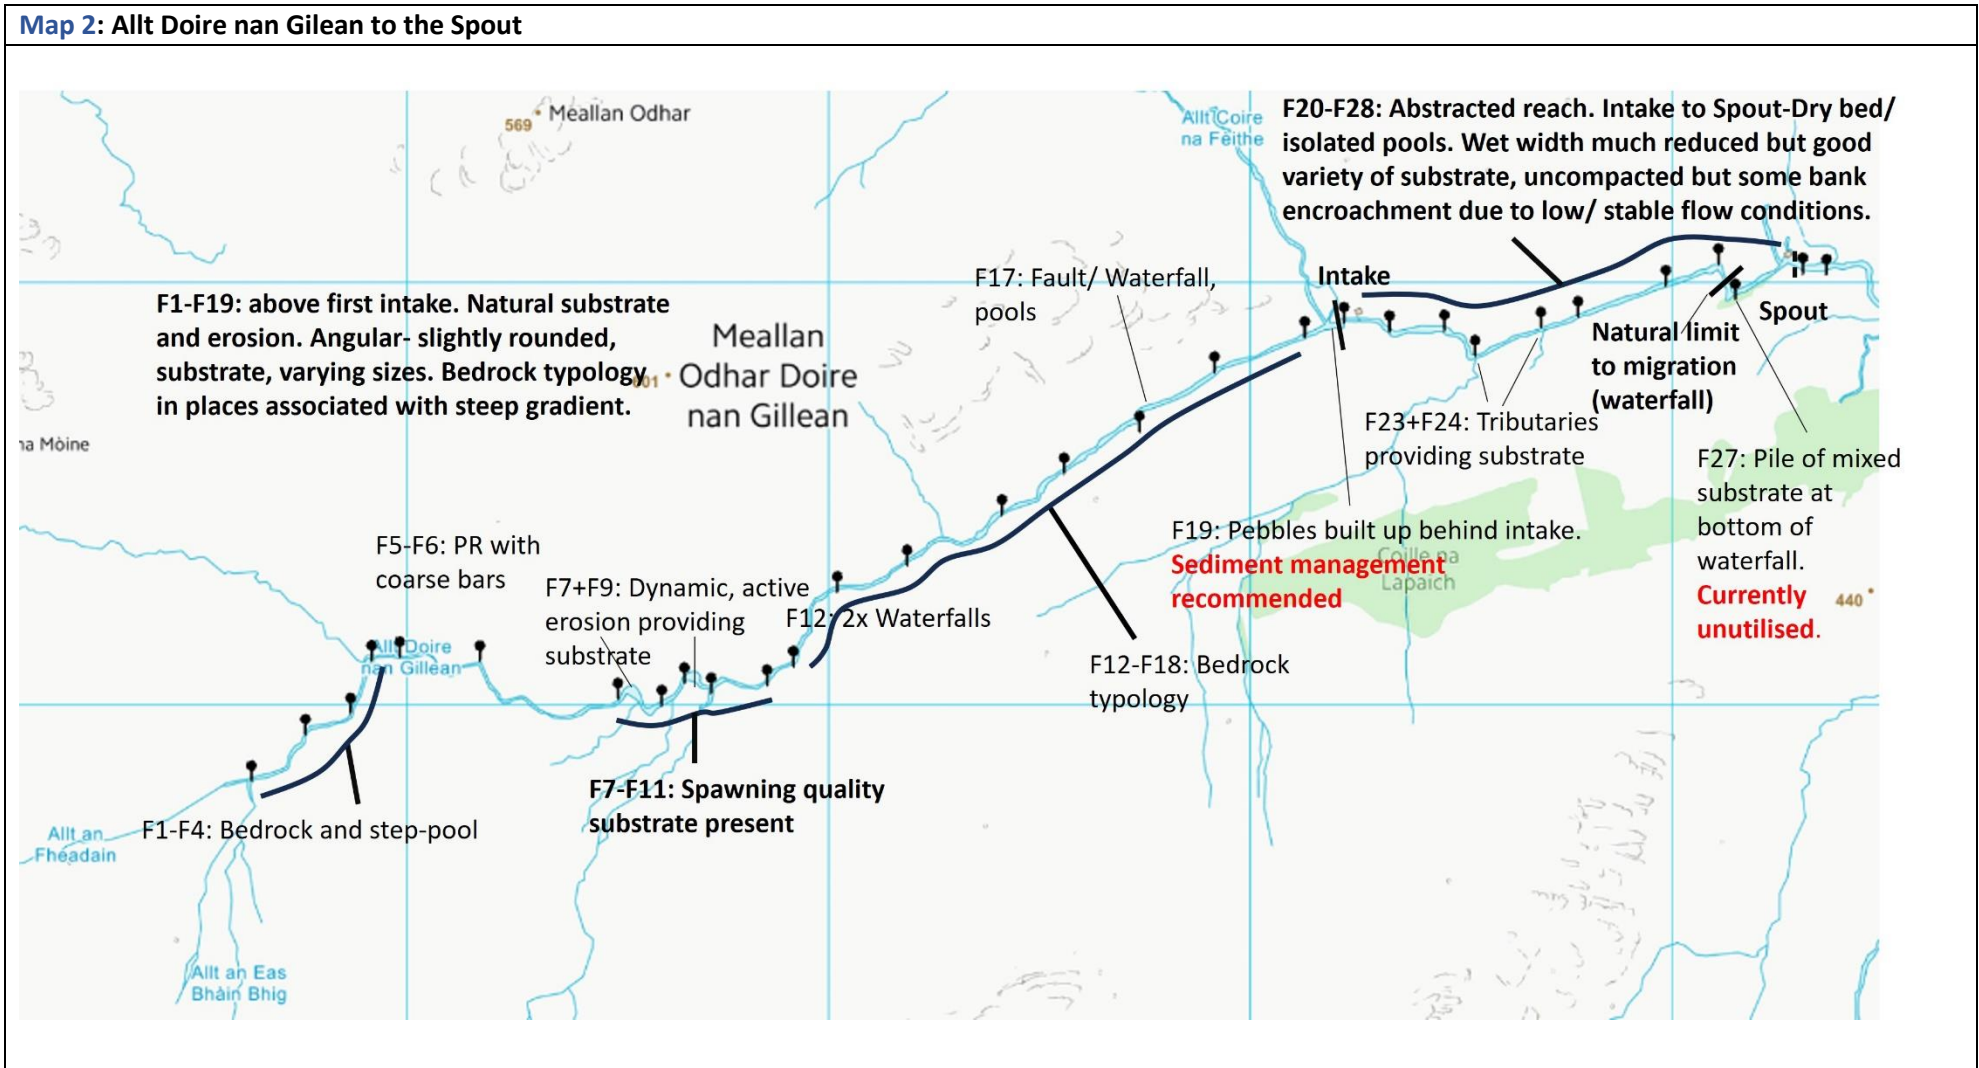 Map 2: Allt Doire nan Gilean to the Spout
569
Meallan Odhar
Allt Coire
na Fèithe
F20-F28: Abstracted reach. Intake to Spout-Dry bed/
isolated pools. Wet width much reduced but good
variety of substrate, uncompacted but some bank
encroachment due to low/ stable flow conditions.
F17: Fault/ Waterfall,
pools
Intake
F1-F19: above first intake. Natural substrate
and erosion. Angular- slightly rounded,
substrate, varying sizes. Bedrock typology
in places associated with steep gradient.
Meallan
Odhar Doire
nan Gillean
Spout
Natural limit
to migration
(waterfall)
F23+F24: Tributaries
providing substrate
na Mòine
F27: Pile of mixed
substrate at
bottom of
waterfall.
Currently
unutilised.
440
F19: Pebbles built up behind intake.
Sediment management
recommended
Coille na
Lapaich
F5-F6: PR with
coarse bars
F7+F9: Dynamic, active
erosion providing
substrate
F12: 2x Waterfalls
Allt Doire
nan Gillean
F12-F18: Bedrock
typology
F7-F11: Spawning quality
substrate present
Allt an
Fheadain
F1-F4: Bedrock and step-pool
Allt an Eas
Bhàin Bhig